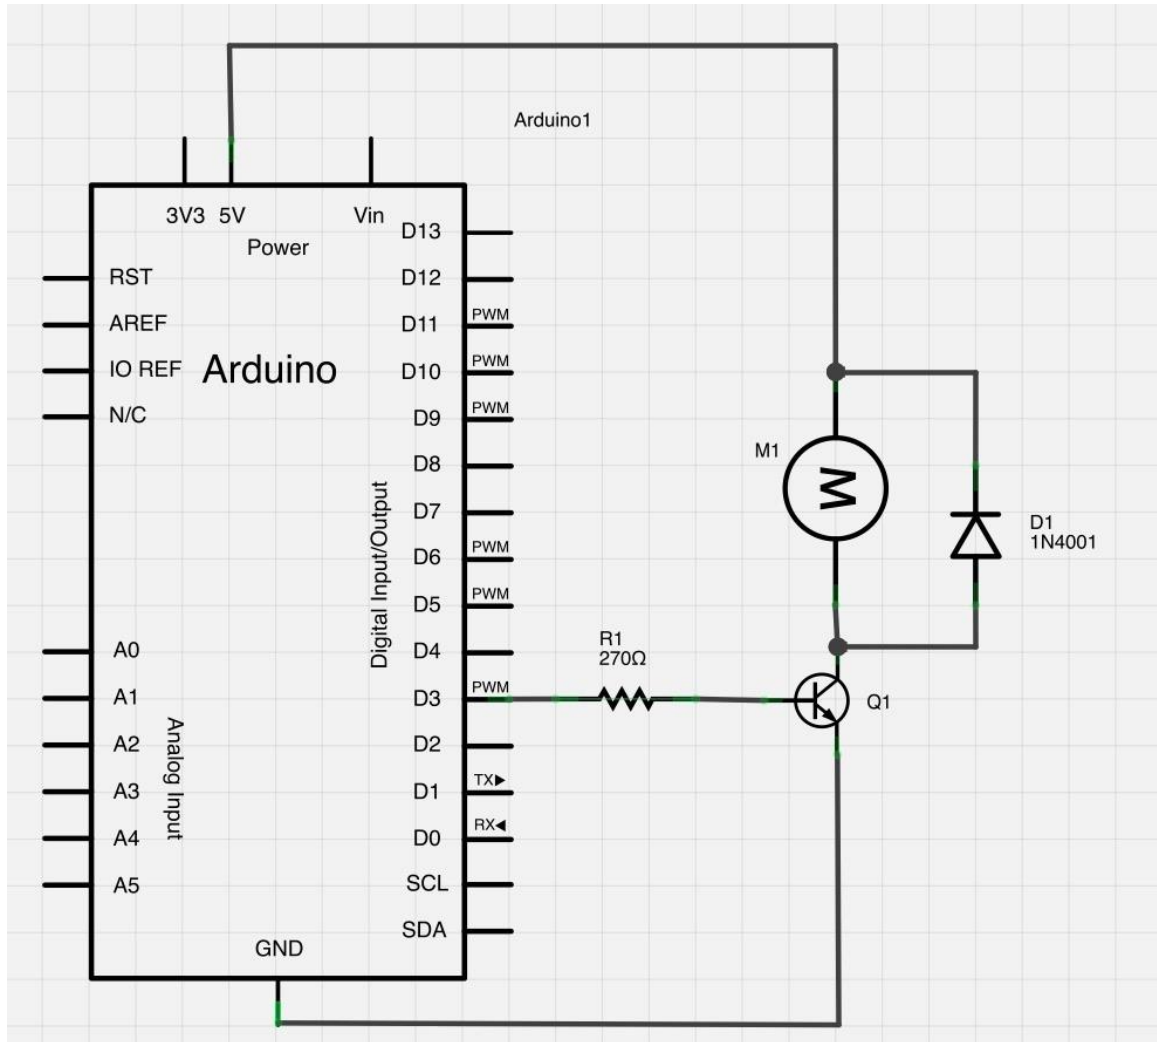 Arduino1
3V3 5V Vin
Power
RST
AREF
IO REF
N/C
Arduino
A0
A1
A2
A3
A4
A5
Analog Input
D13
D12
D11 PWM
D10 PWM
D9 PWM
D8
D7
D6 PWM
D5 PWM
D4
D3 PWM
D2
D1 TX▶
D0 RX◀
SCL
SDA
Digital Input/Output
GND
R1
270Ω
M1
M
D1
1N4001
Q1